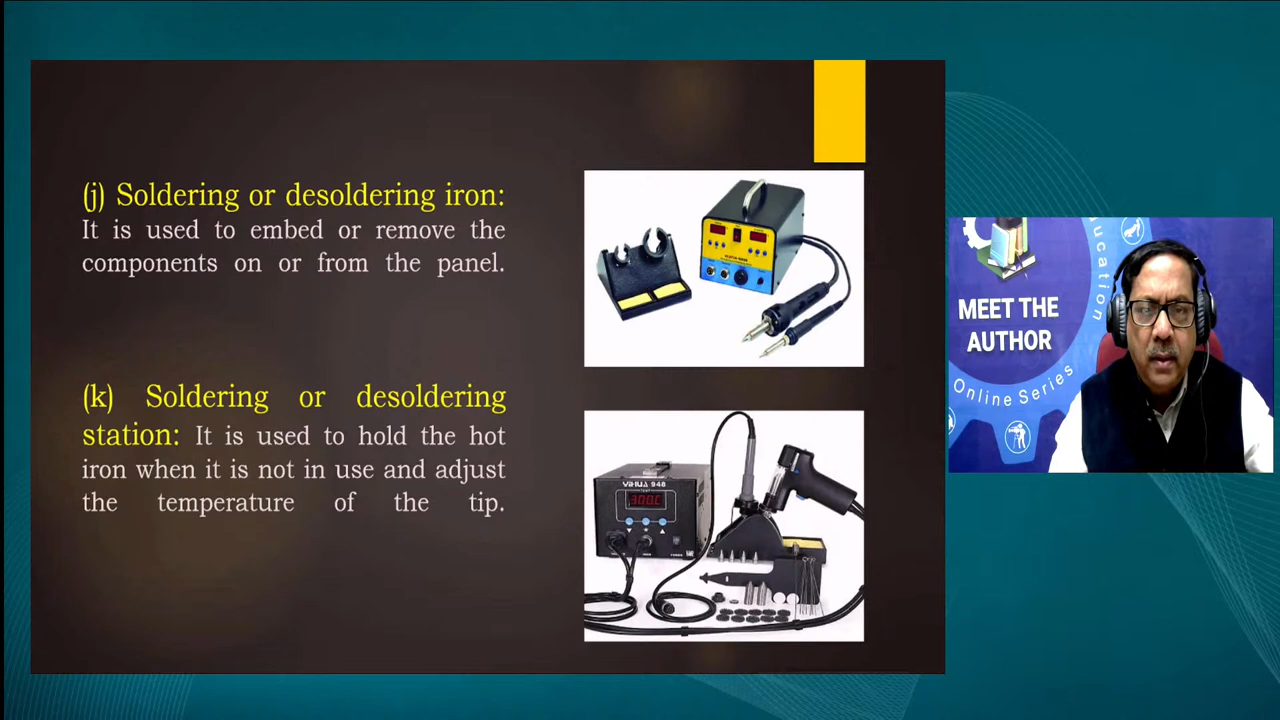 (j) Soldering or desoldering iron:
It is used to embed or remove the
components on or from the panel.
(k) Soldering or desoldering
station: It is used to hold the hot
iron when it is not in use and adjust
the temperature of the tip.
YIHUA 948
300C
MEET THE
AUTHOR
ucation
Online Series